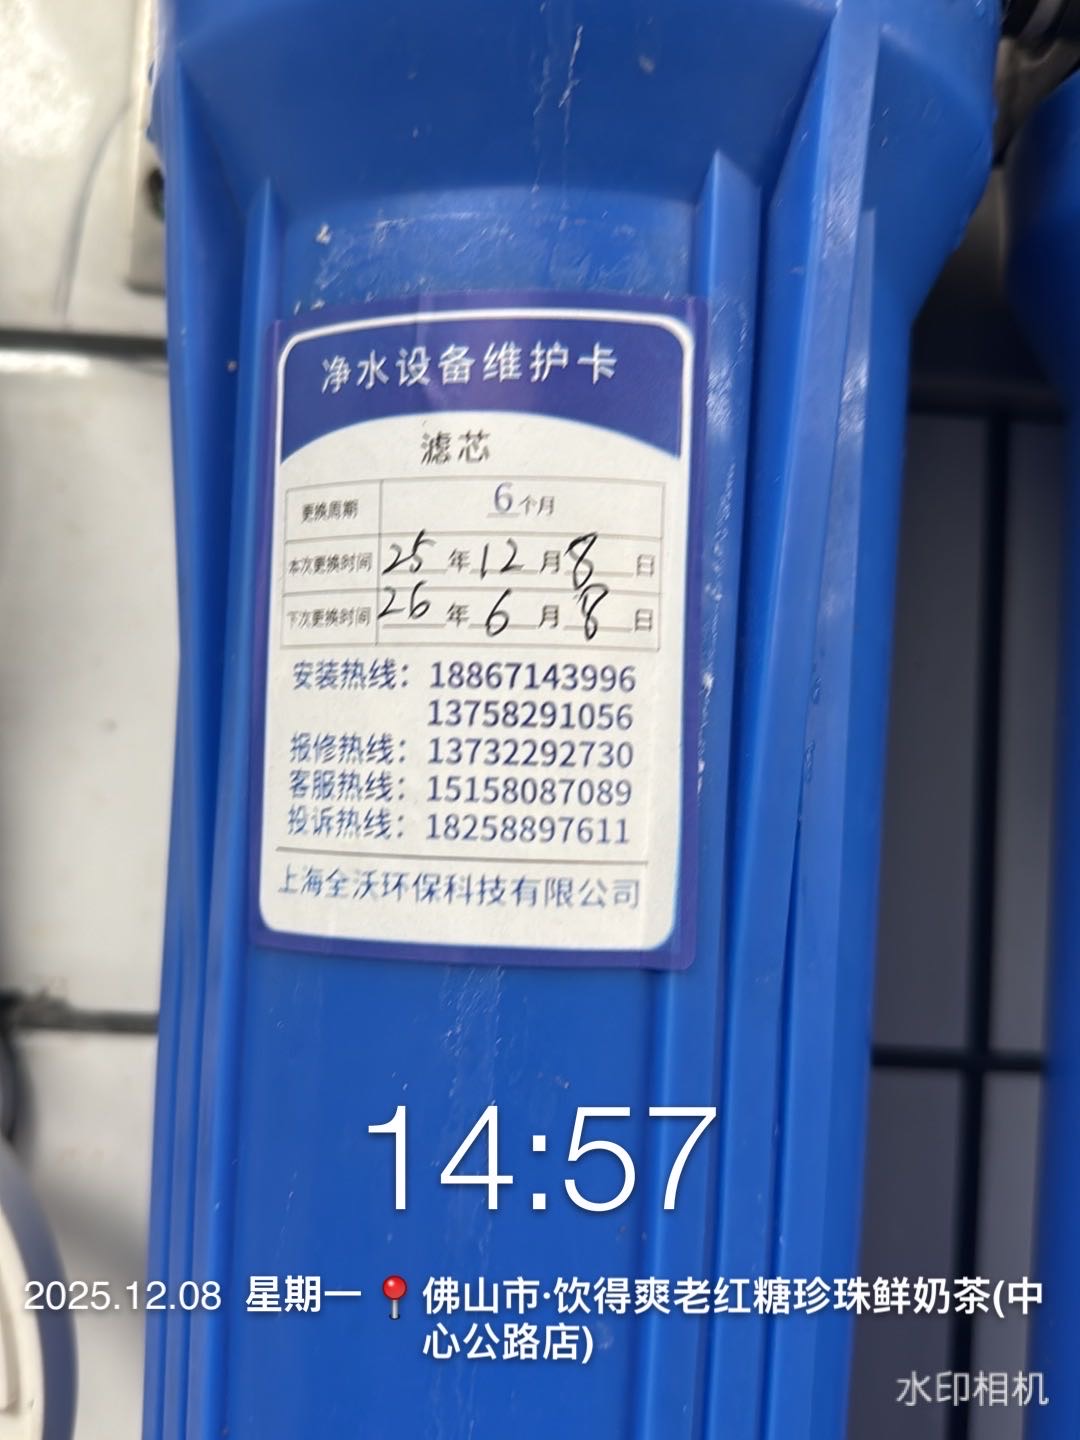 净水设备维护卡
滤芯
更换周期 6个月
本次更换时间 25年12月8日
下次更换时间 26年6月8日
安装热线：18867143996
13758291056
报修热线：13732292730
客服热线：15158087089
投诉热线：18258897611
上海全沃环保科技有限公司
14:57
2025.12.08 星期一 📍佛山市·饮得爽老红糖珍珠鲜奶茶(中
心公路店)
水印相机